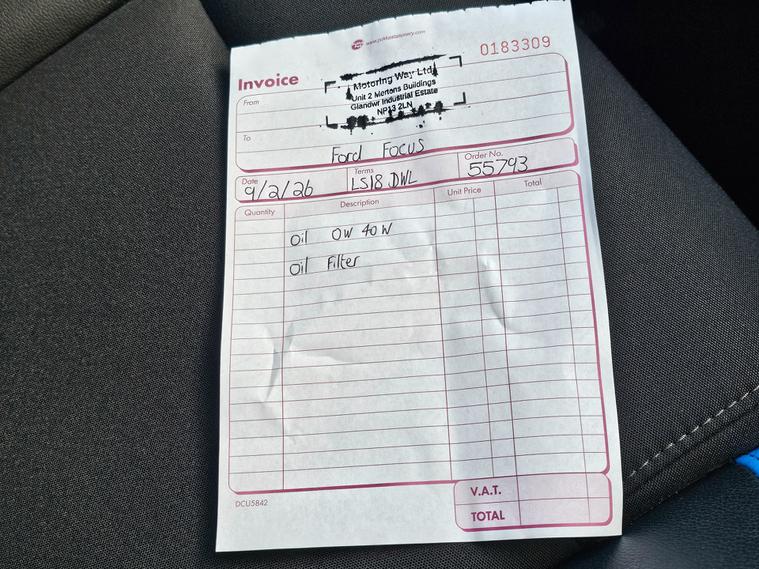 0183309
Invoice
From
Motoring Way Ltd
Unit 2 Mertons Buildings
Glandwr Industrial Estate
NP13 2LN
To
Ford Focus
Date 9/2/26 Terms LS18 DWL Order No. 55793
Quantity Description Unit Price Total
Oil 0W 40W
Oil Filter
DCU5842
V.A.T.
TOTAL